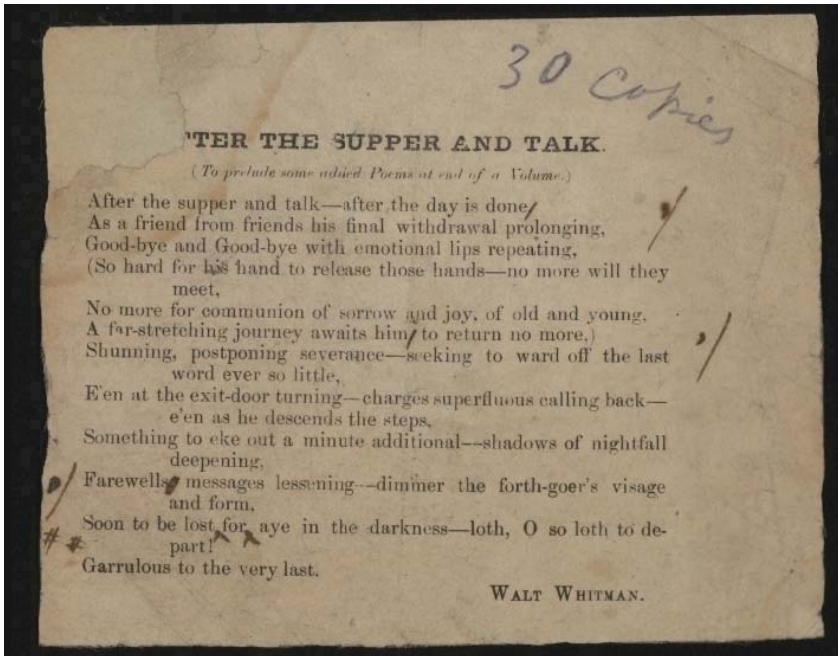 30 copies
TER THE SUPPER AND TALK.
(To prelude some added Poems at end of a Volume.)
After the supper and talk—after the day is done,
As a friend from friends his final withdrawal prolonging,
Good-bye and Good-bye with emotional lips repeating,
(So hard for his hand to release those hands—no more will they
meet,
No more for communion of sorrow and joy, of old and young,
A far-stretching journey awaits him, to return no more,)
Shunning, postponing severance—seeking to ward off the last
word ever so little,
E'en at the exit-door turning—charges superfluous calling back—
e'en as he descends the steps,
Something to eke out a minute additional—shadows of nightfall
deepening,
Farewells, messages lessening—dimmer the forth-goer's visage
and form,
Soon to be lost for aye in the darkness—loth, O so loth to de-
part!
# #
Garrulous to the very last.
WALT WHITMAN.